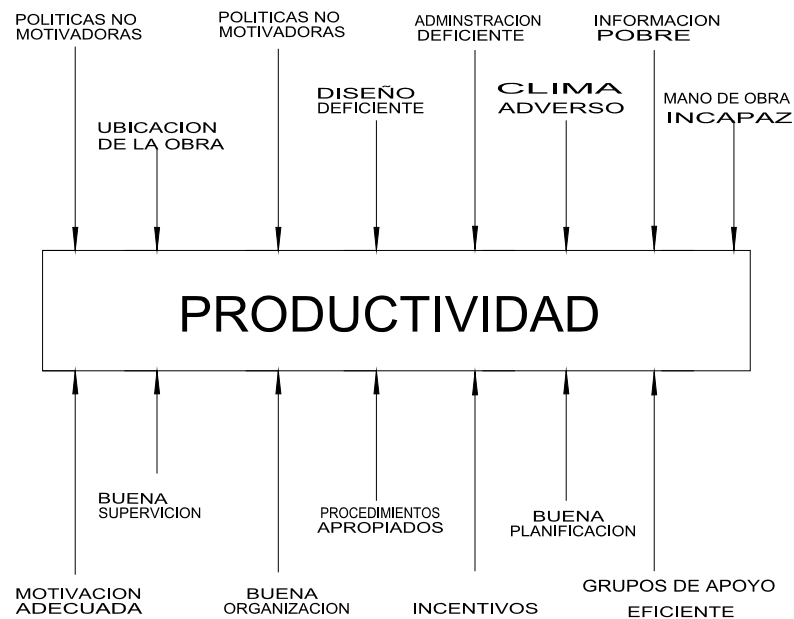 POLITICAS NO
MOTIVADORAS
POLITICAS NO
MOTIVADORAS
ADMINSTRACION
DEFICIENTE
INFORMACION
POBRE
UBICACION
DE LA OBRA
DISEÑO
DEFICIENTE
CLIMA
ADVERSO
MANO DE OBRA
INCAPAZ
PRODUCTIVIDAD
BUENA
SUPERVICION
PROCEDIMIENTOS
APROPIADOS
BUENA
PLANIFICACION
MOTIVACION
ADECUADA
BUENA
ORGANIZACION
INCENTIVOS
GRUPOS DE APOYO
EFICIENTE